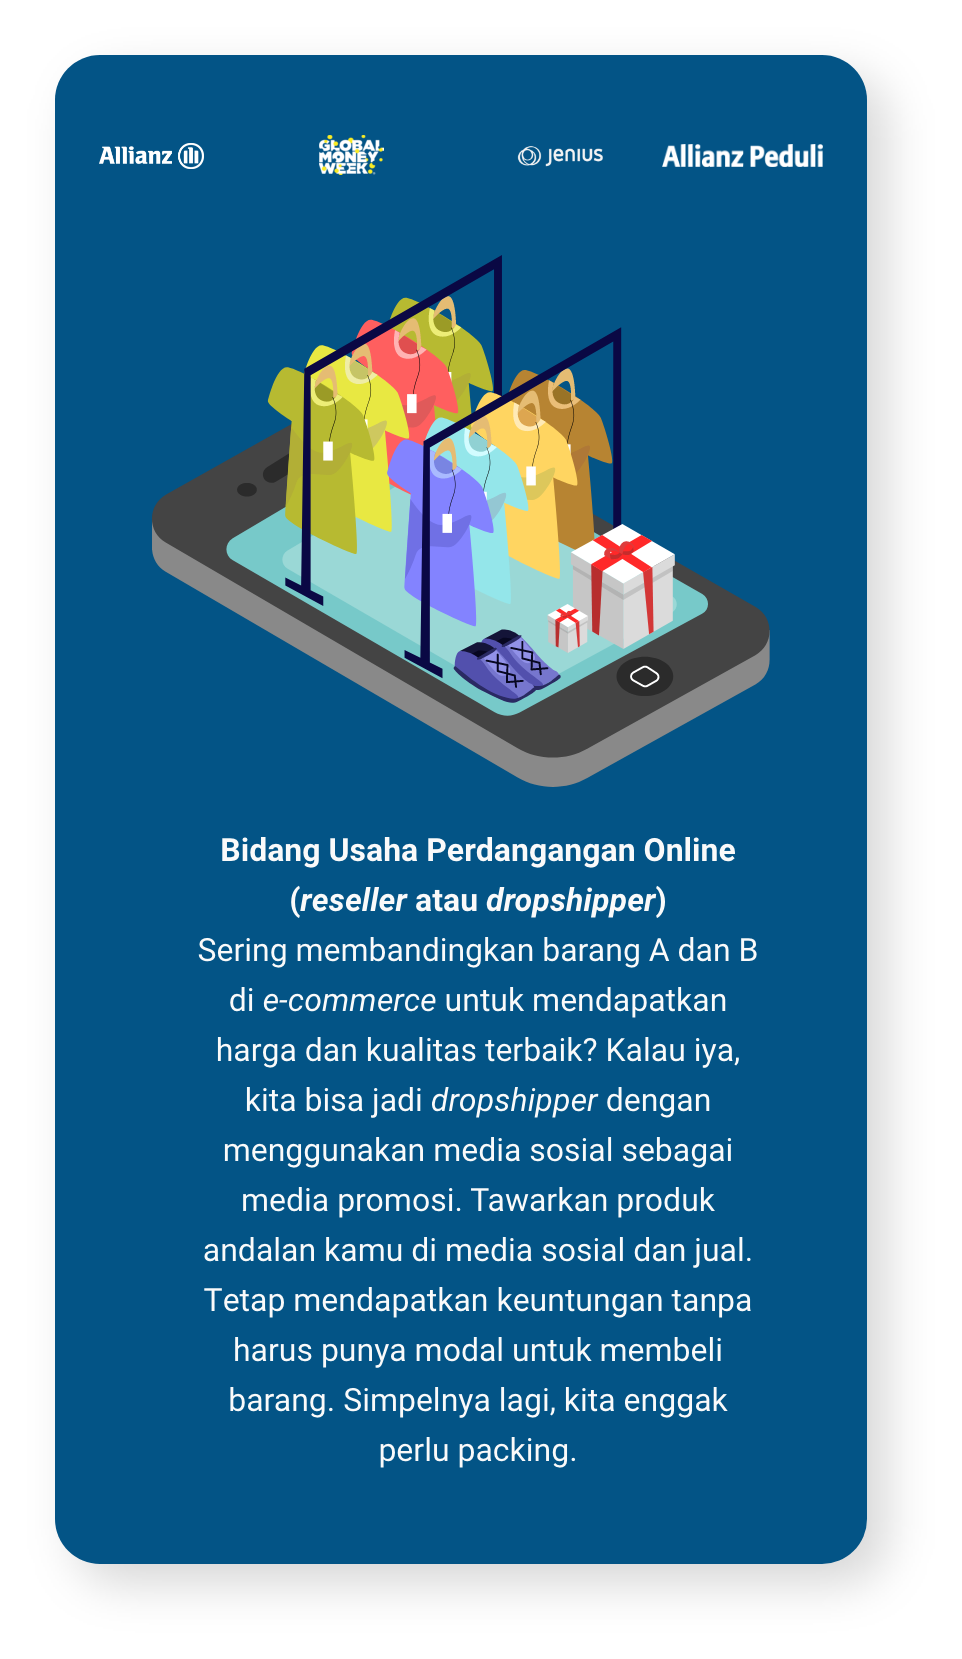 Allianz
GLOBAL
MONEY
WEEK
Jenius
Allianz Peduli
Bidang Usaha Perdangangan Online
(reseller atau dropshipper)
Sering membandingkan barang A dan B
di e-commerce untuk mendapatkan
harga dan kualitas terbaik? Kalau iya,
kita bisa jadi dropshipper dengan
menggunakan media sosial sebagai
media promosi. Tawarkan produk
andalan kamu di media sosial dan jual.
Tetap mendapatkan keuntungan tanpa
harus punya modal untuk membeli
barang. Simpelnya lagi, kita enggak
perlu packing.